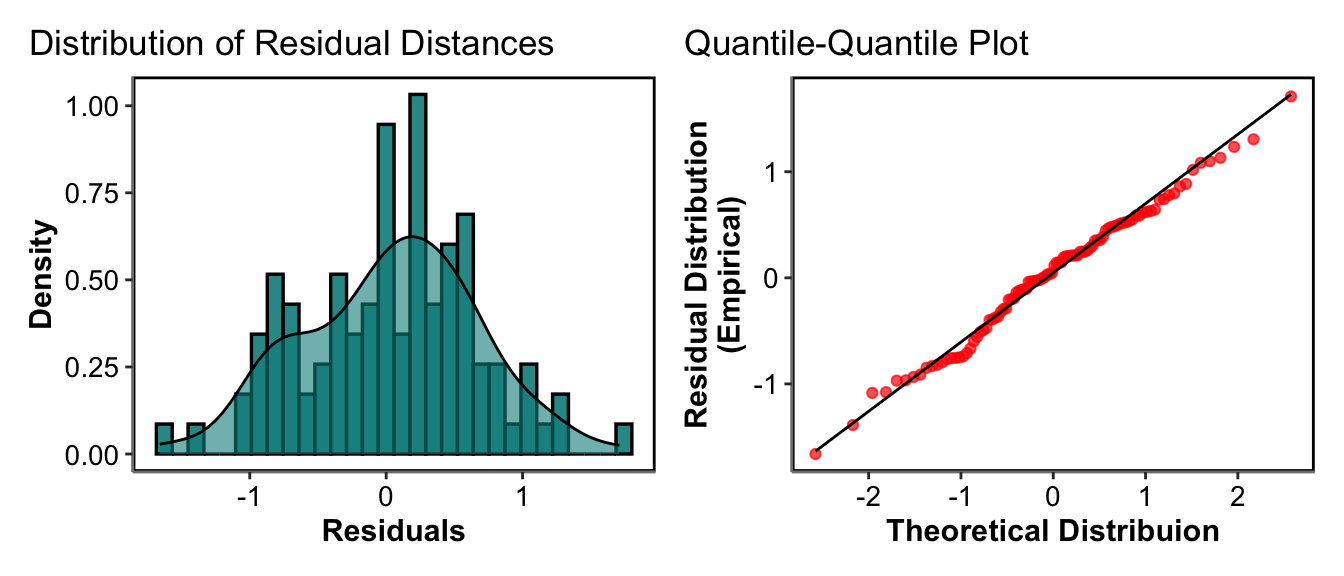 Distribution of Residual Distances
1.00
0.75
0.50
0.25
0.00
Density
-1
0
1
Residuals
Quantile-Quantile Plot
1
0
-1
Residual Distribution
(Empirical)
-2
-1
0
1
2
Theoretical Distribuion